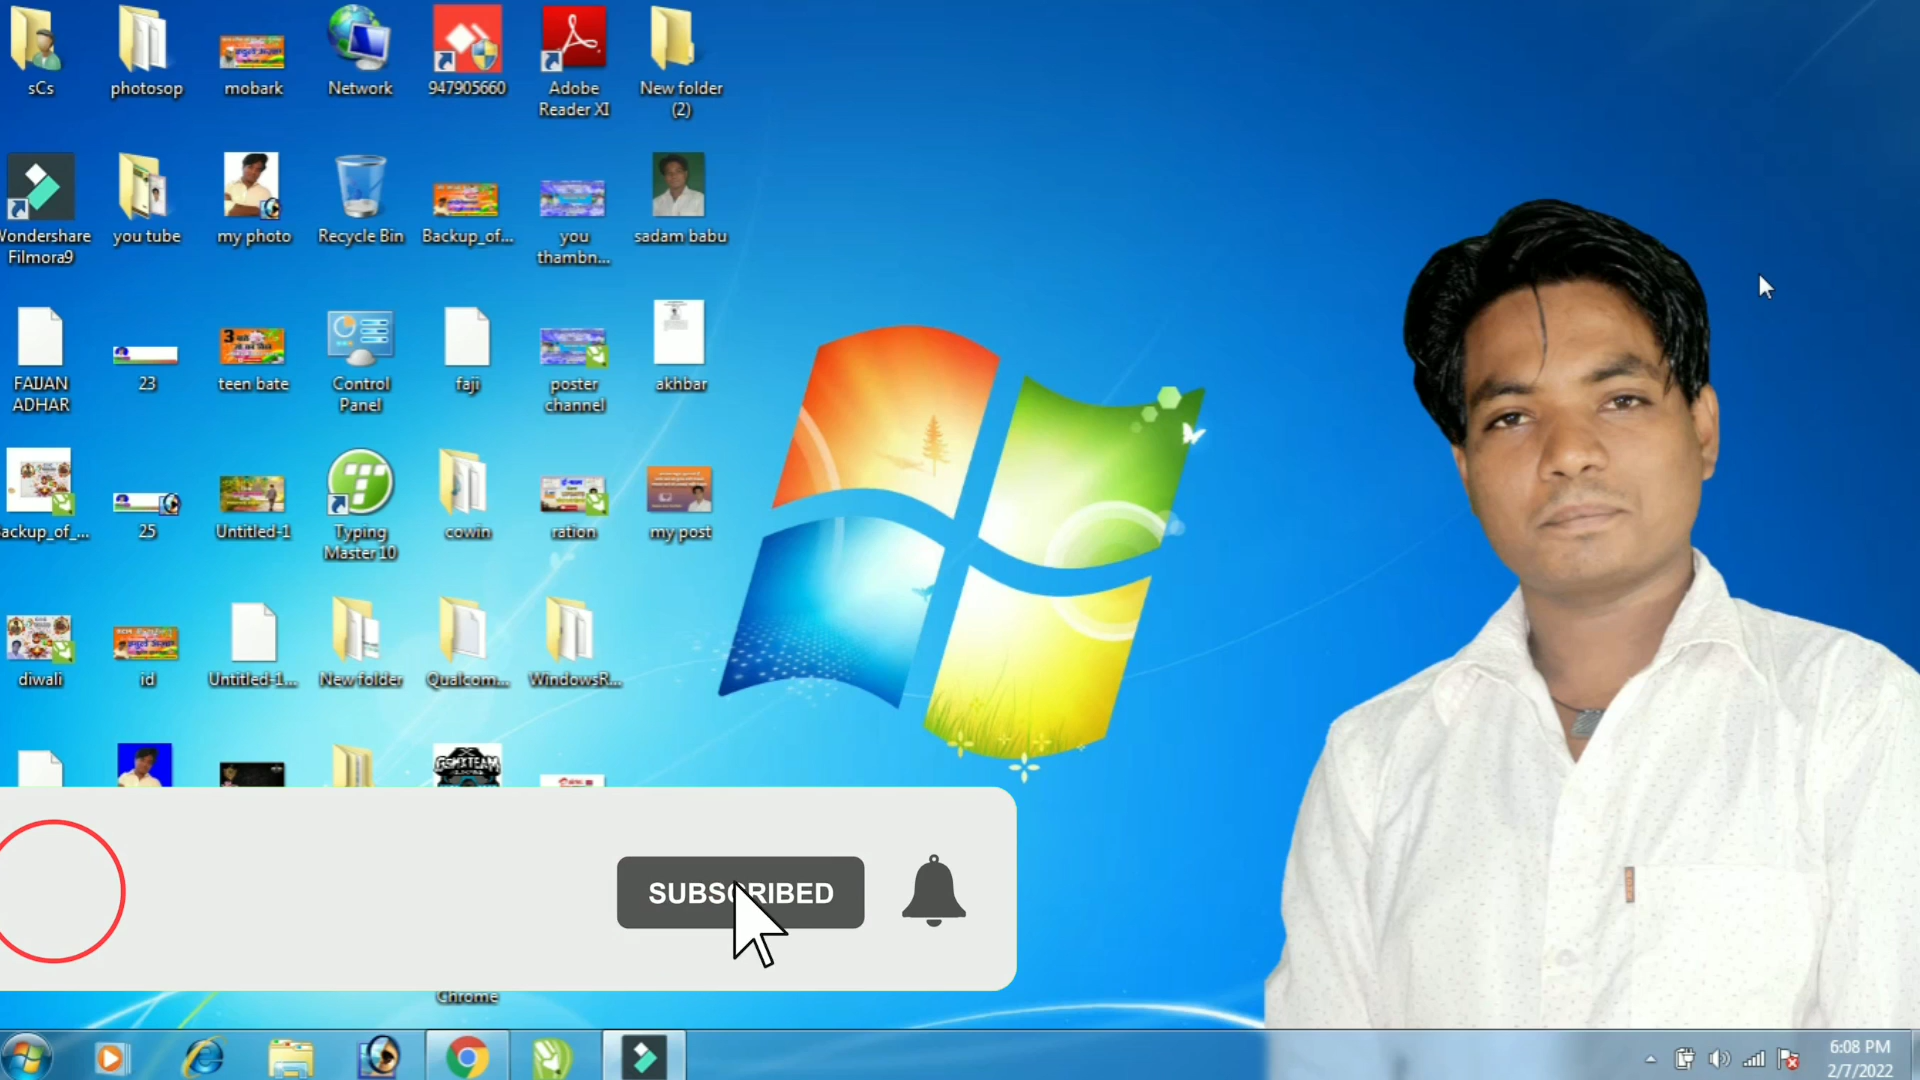 sCs
photosop
mobark
Network
947905660
Adobe
Reader XI
New folder
(2)
Wondershare
Filmora9
you tube
my photo
Recycle Bin
Backup_of...
you
thambn...
sadam babu
FAIJAN
ADHAR
23
teen bate
Control
Panel
faji
poster
channel
akhbar
Backup_of_...
25
Untitled-1
Typing
Master 10
cowin
ration
my post
diwali
id
Untitled-1...
New folder
Qualcom...
WindowsR...
GSMXTEAM
SUBSCRIBED
Chrome
6:08 PM
2/7/2022